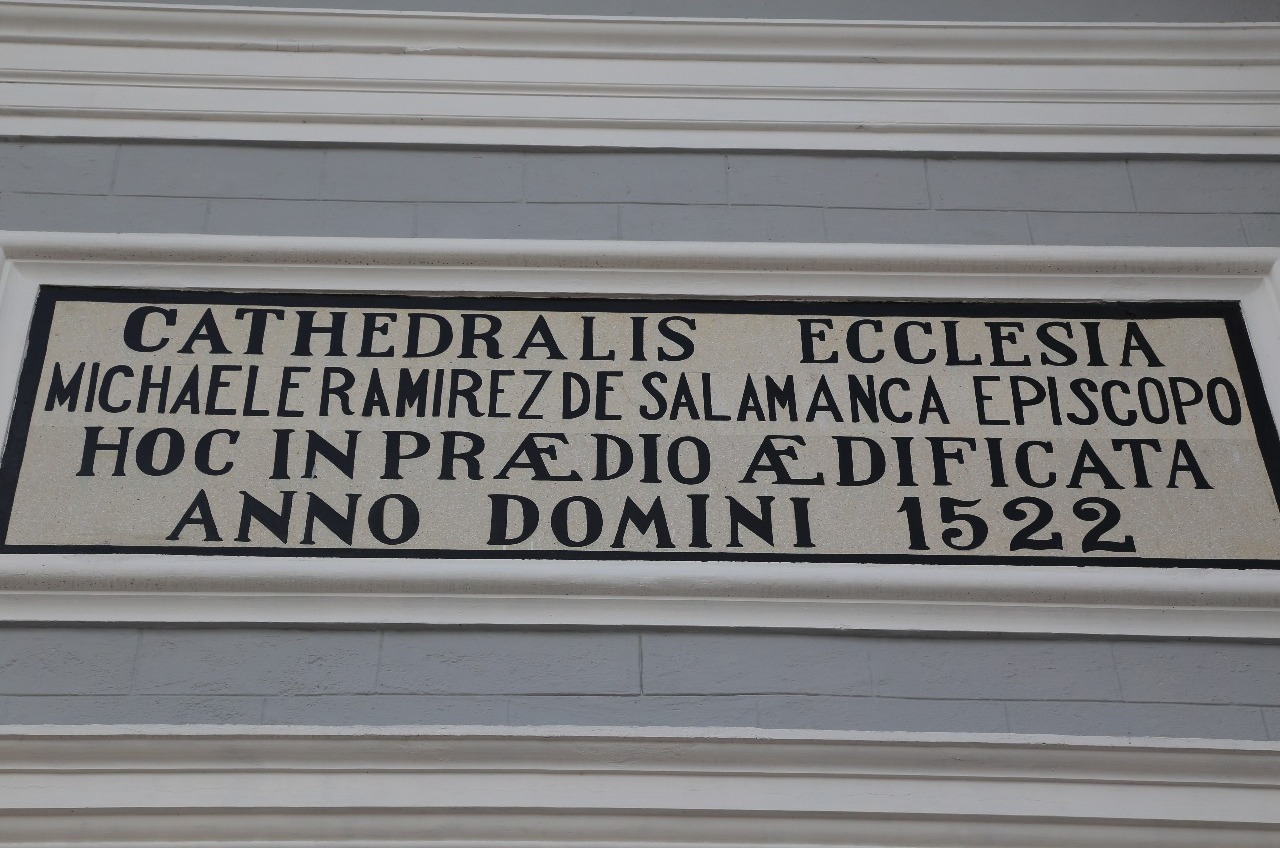 CATHEDRALIS ECCLESIA
MICHAELE RAMIREZ DE SALAMANCA EPISCOPO
HOC IN PRÆDIO ÆDIFICATA
ANNO DOMINI 1522